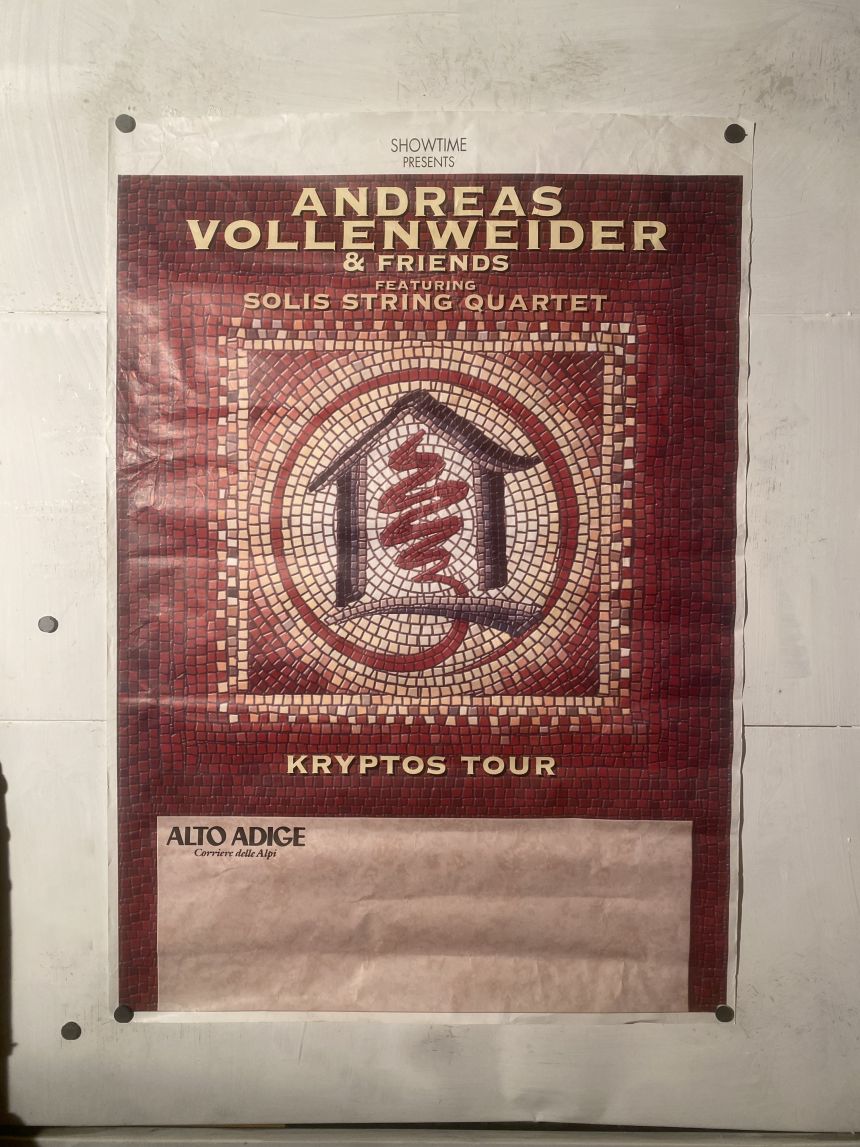 SHOWTIME
PRESENTS
ANDREAS
VOLLENWEIDER
& FRIENDS
FEATURING
SOLIS STRING QUARTET
KRYPTOS TOUR
ALTO ADIGE
Corriere delle Alpi